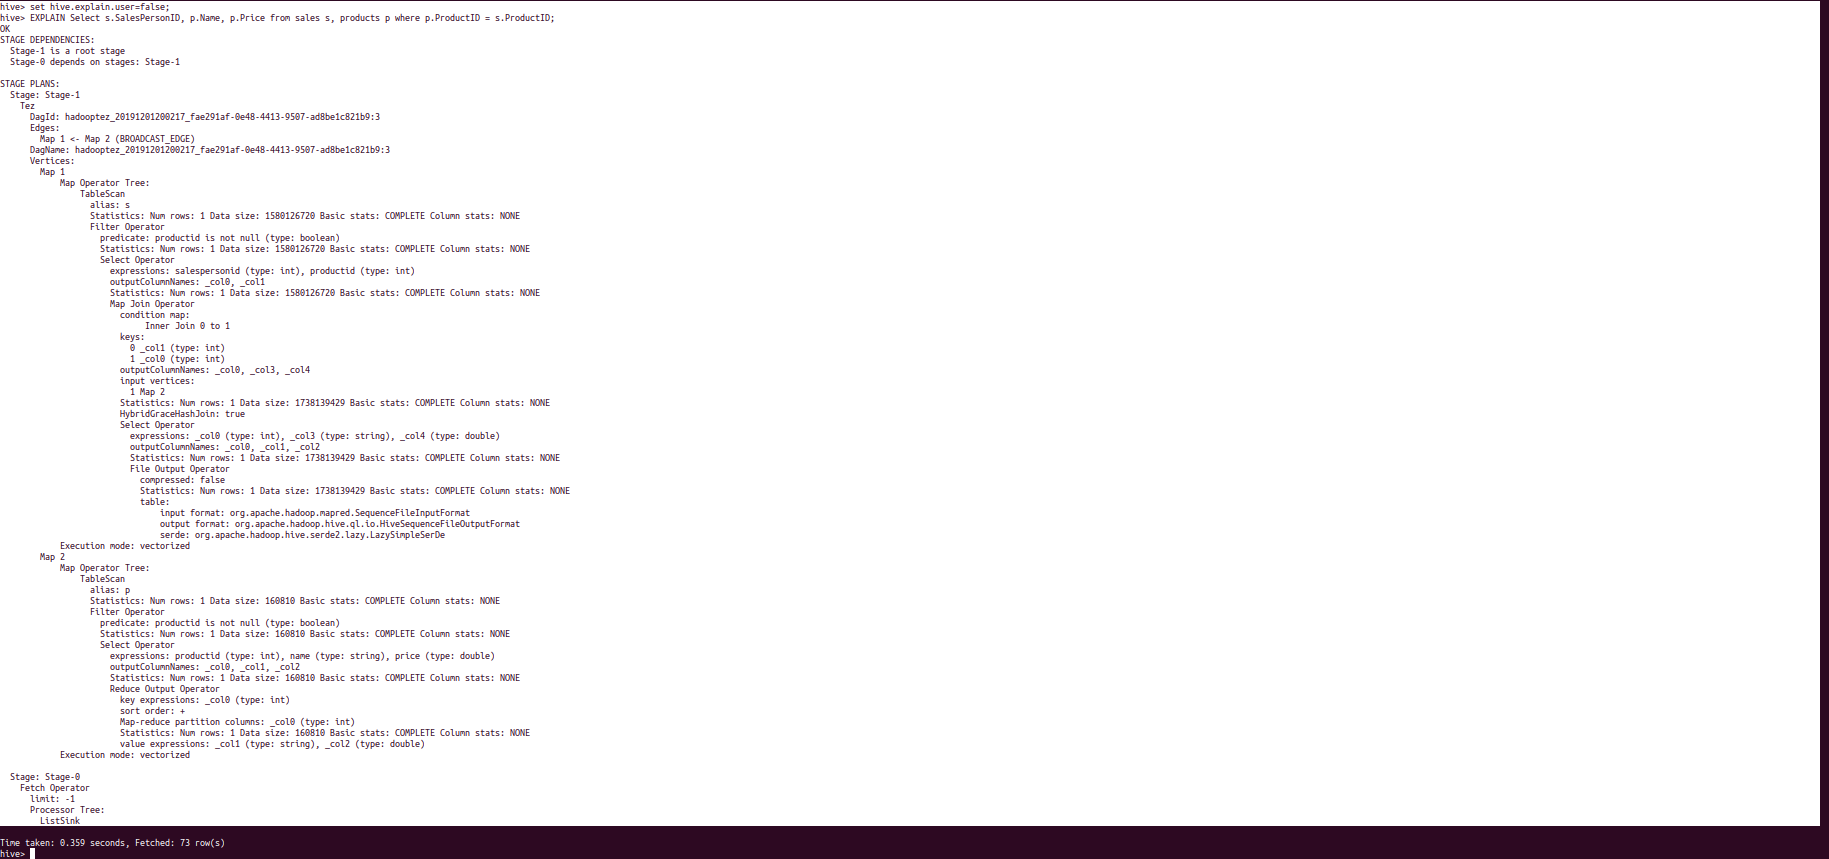 hive> set hive.explain.user=false;
hive> EXPLAIN Select s.SalesPersonID, p.Name, p.Price from sales s, products p where p.ProductID = s.ProductID;
OK
STAGE DEPENDENCIES:
  Stage-1 is a root stage
  Stage-0 depends on stages: Stage-1

STAGE PLANS:
  Stage: Stage-1
    Tez
      DagId: hadooptez_20191201200217_fae291af-0e48-4413-9507-ad8be1c821b9:3
      Edges:
        Map 1 <- Map 2 (BROADCAST_EDGE)
      DagName: hadooptez_20191201200217_fae291af-0e48-4413-9507-ad8be1c821b9:3
      Vertices:
        Map 1
            Map Operator Tree:
                TableScan
                  alias: s
                  Statistics: Num rows: 1 Data size: 1580126720 Basic stats: COMPLETE Column stats: NONE
                  Filter Operator
                    predicate: productid is not null (type: boolean)
                    Statistics: Num rows: 1 Data size: 1580126720 Basic stats: COMPLETE Column stats: NONE
                    Select Operator
                      expressions: salespersonid (type: int), productid (type: int)
                      outputColumnNames: _col0, _col1
                      Statistics: Num rows: 1 Data size: 1580126720 Basic stats: COMPLETE Column stats: NONE
                      Map Join Operator
                        condition map:
                             Inner Join 0 to 1
                        keys:
                          0 _col1 (type: int)
                          1 _col0 (type: int)
                        outputColumnNames: _col0, _col3, _col4
                        input vertices:
                          1 Map 2
                        Statistics: Num rows: 1 Data size: 1738139429 Basic stats: COMPLETE Column stats: NONE
                        HybridGraceHashJoin: true
                        Select Operator
                          expressions: _col0 (type: int), _col3 (type: string), _col4 (type: double)
                          outputColumnNames: _col0, _col1, _col2
                          Statistics: Num rows: 1 Data size: 1738139429 Basic stats: COMPLETE Column stats: NONE
                          File Output Operator
                            compressed: false
                            Statistics: Num rows: 1 Data size: 1738139429 Basic stats: COMPLETE Column stats: NONE
                            table:
                                input format: org.apache.hadoop.mapred.SequenceFileInputFormat
                                output format: org.apache.hadoop.hive.ql.io.HiveSequenceFileOutputFormat
                                serde: org.apache.hadoop.hive.serde2.lazy.LazySimpleSerDe
            Execution mode: vectorized
        Map 2
            Map Operator Tree:
                TableScan
                  alias: p
                  Statistics: Num rows: 1 Data size: 160810 Basic stats: COMPLETE Column stats: NONE
                  Filter Operator
                    predicate: productid is not null (type: boolean)
                    Statistics: Num rows: 1 Data size: 160810 Basic stats: COMPLETE Column stats: NONE
                    Select Operator
                      expressions: productid (type: int), name (type: string), price (type: double)
                      outputColumnNames: _col0, _col1, _col2
                      Statistics: Num rows: 1 Data size: 160810 Basic stats: COMPLETE Column stats: NONE
                      Reduce Output Operator
                        key expressions: _col0 (type: int)
                        sort order: +
                        Map-reduce partition columns: _col0 (type: int)
                        Statistics: Num rows: 1 Data size: 160810 Basic stats: COMPLETE Column stats: NONE
                        value expressions: _col1 (type: string), _col2 (type: double)
            Execution mode: vectorized

  Stage: Stage-0
    Fetch Operator
      limit: -1
      Processor Tree:
        ListSink

Time taken: 0.359 seconds, Fetched: 73 row(s)
hive>